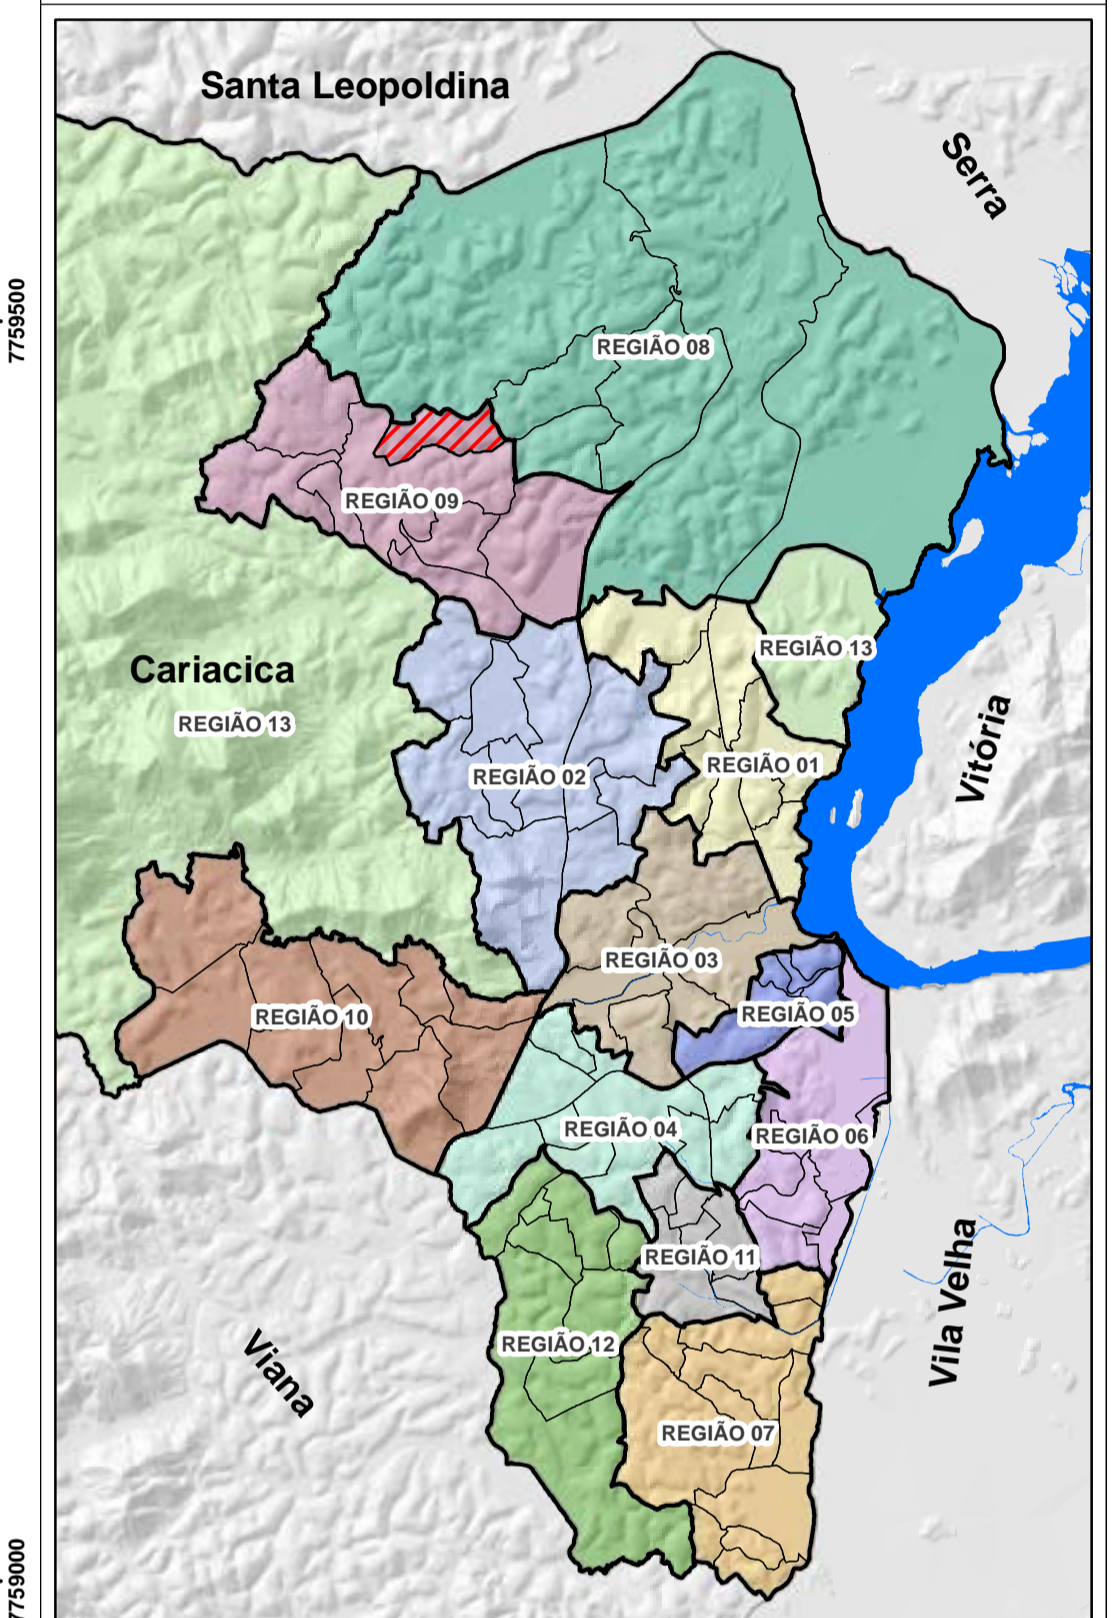 Santa Leopoldina
Serra
7759500
REGIÃO 08
REGIÃO 09
REGIÃO 13
Cariacica
REGIÃO 13
Vitória
REGIÃO 01
REGIÃO 02
REGIÃO 03
REGIÃO 05
REGIÃO 10
REGIÃO 04
REGIÃO 06
REGIÃO 11
Vila Velha
REGIÃO 12
Viana
REGIÃO 07
7759000